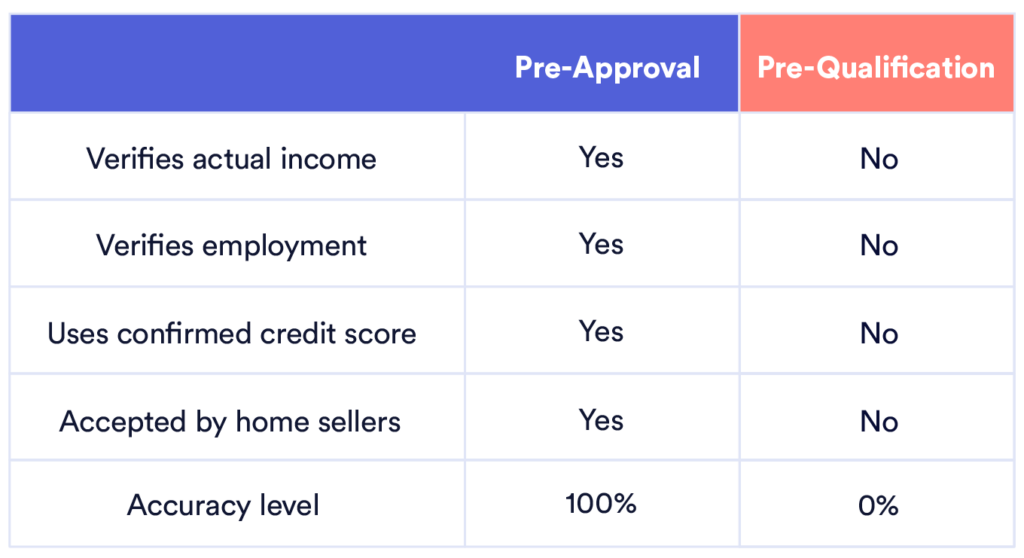 Pre-Approval Pre-Qualification
Verifies actual income Yes No
Verifies employment Yes No
Uses confirmed credit score Yes No
Accepted by home sellers Yes No
Accuracy level 100% 0%